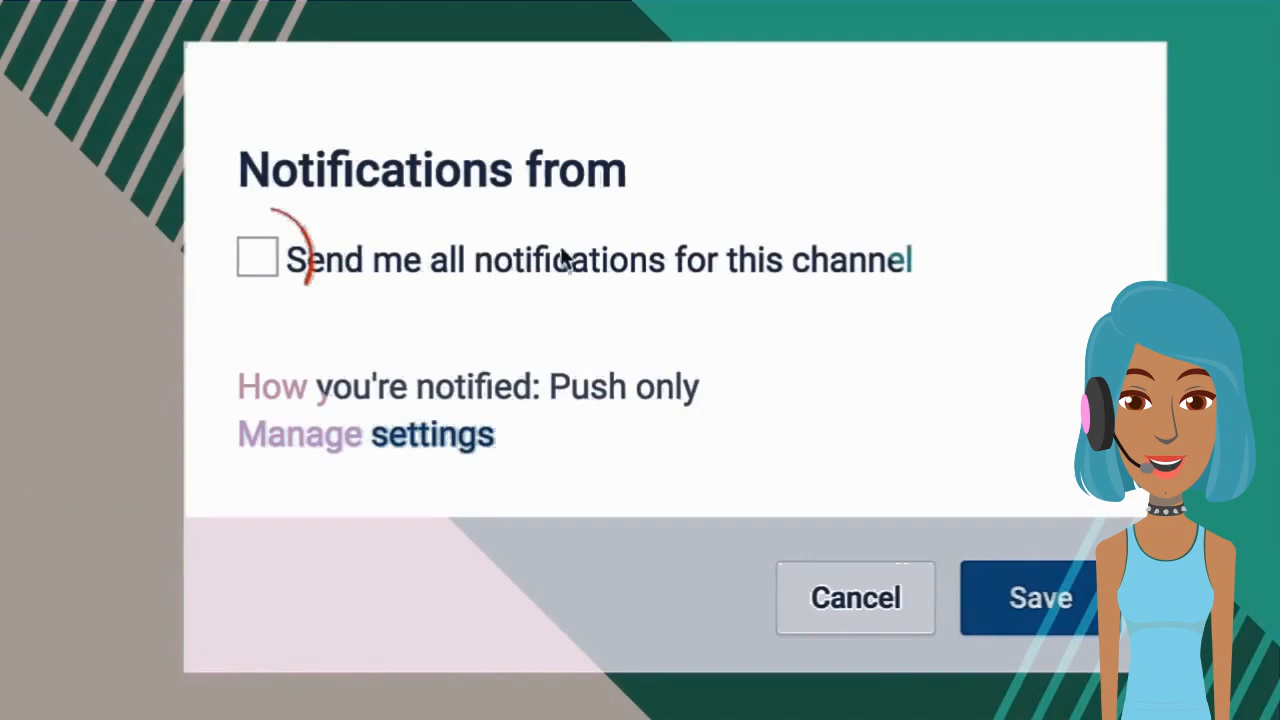 Notifications from
Send me all notifications for this channel
How you're notified: Push only
Manage settings
Cancel
Save